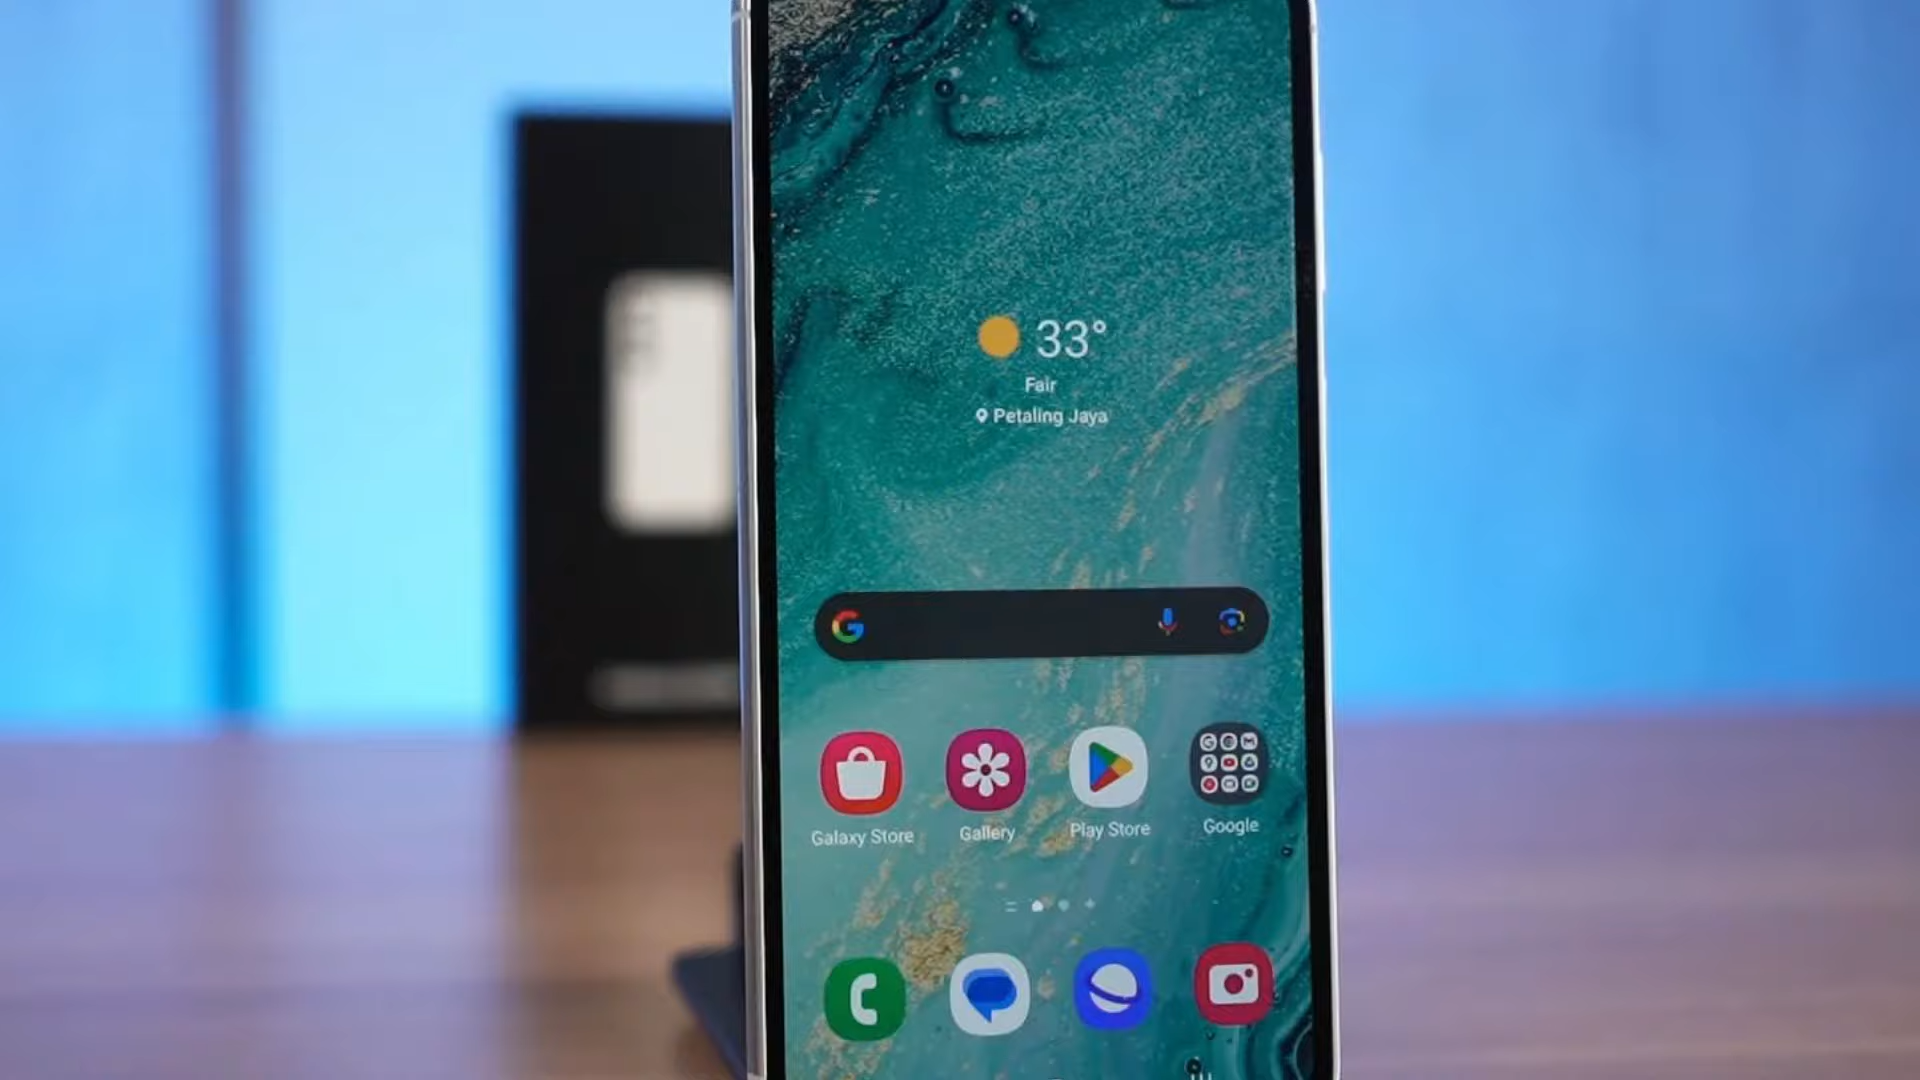 33°
Fair
Petaling Jaya
G
Galaxy Store
Gallery
Play Store
Google